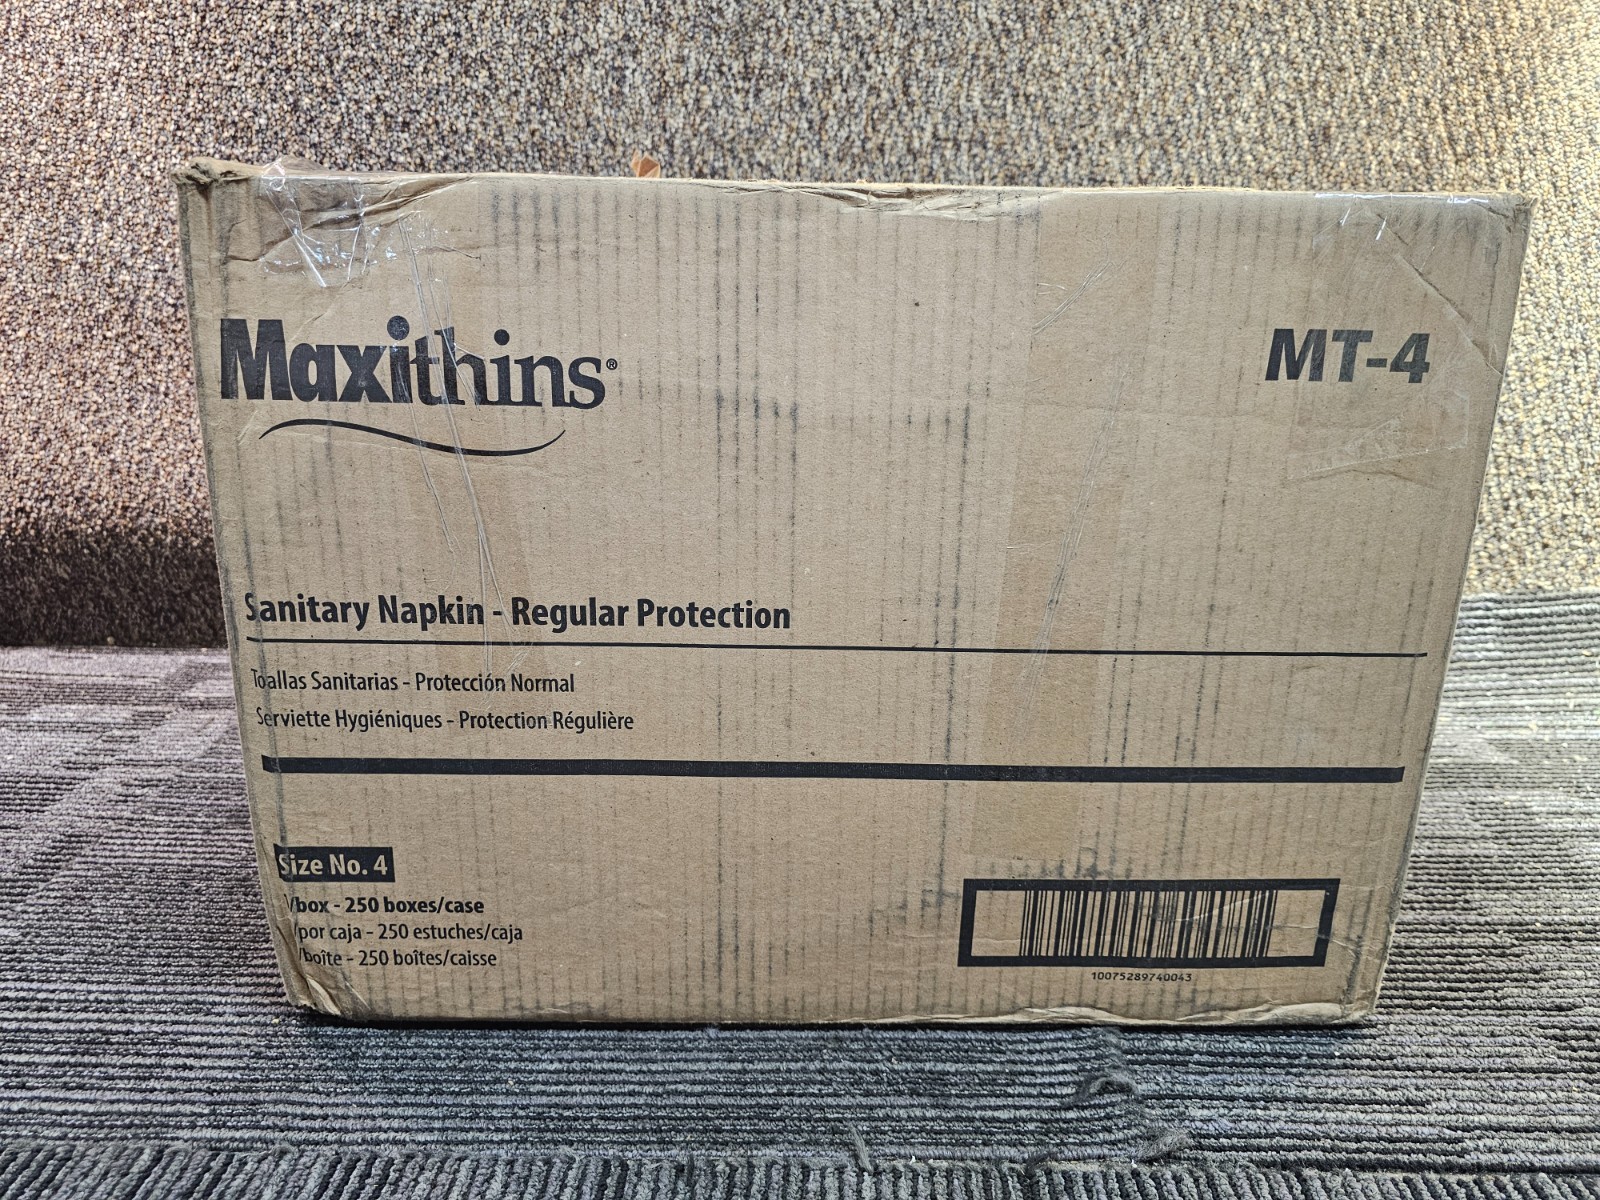 Maxithins®
MT-4
Sanitary Napkin - Regular Protection
Toallas Sanitarias - Protección Normal
Serviette Hygiéniques - Protection Régulière
Size No. 4
/box - 250 boxes/case
/por caja - 250 estuches/caja
/boîte - 250 boîtes/caisse
10075289740043